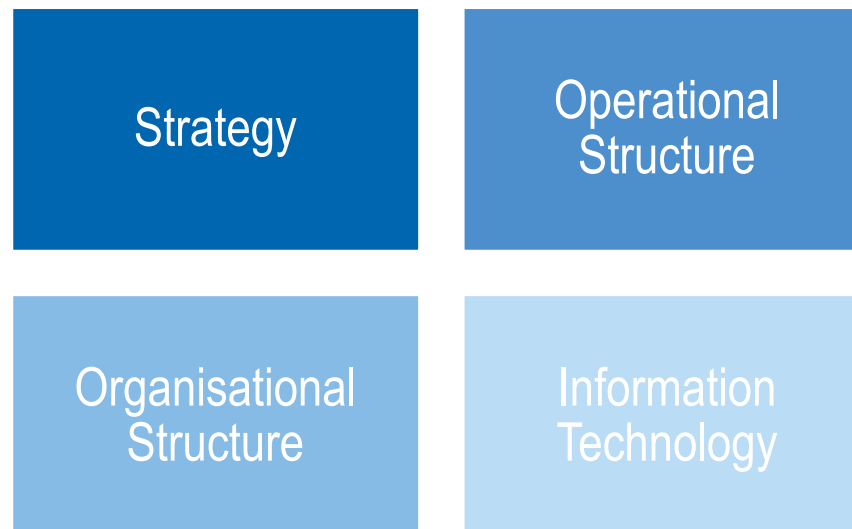 Strategy
Operational
Structure
Organisational
Structure
Information
Technology